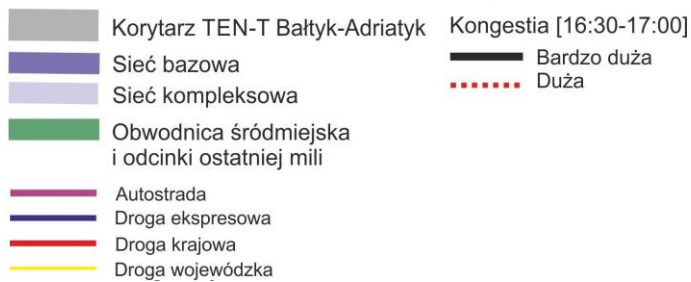 Korytarz TEN-T Bałtyk-Adriatyk
Sieć bazowa
Sieć kompleksowa
Obwodnica śródmiejska
i odcinki ostatniej mili
Autostrada
Droga ekspresowa
Droga krajowa
Droga wojewódzka
Kongestia [16:30-17:00]
Bardzo duża
Duża